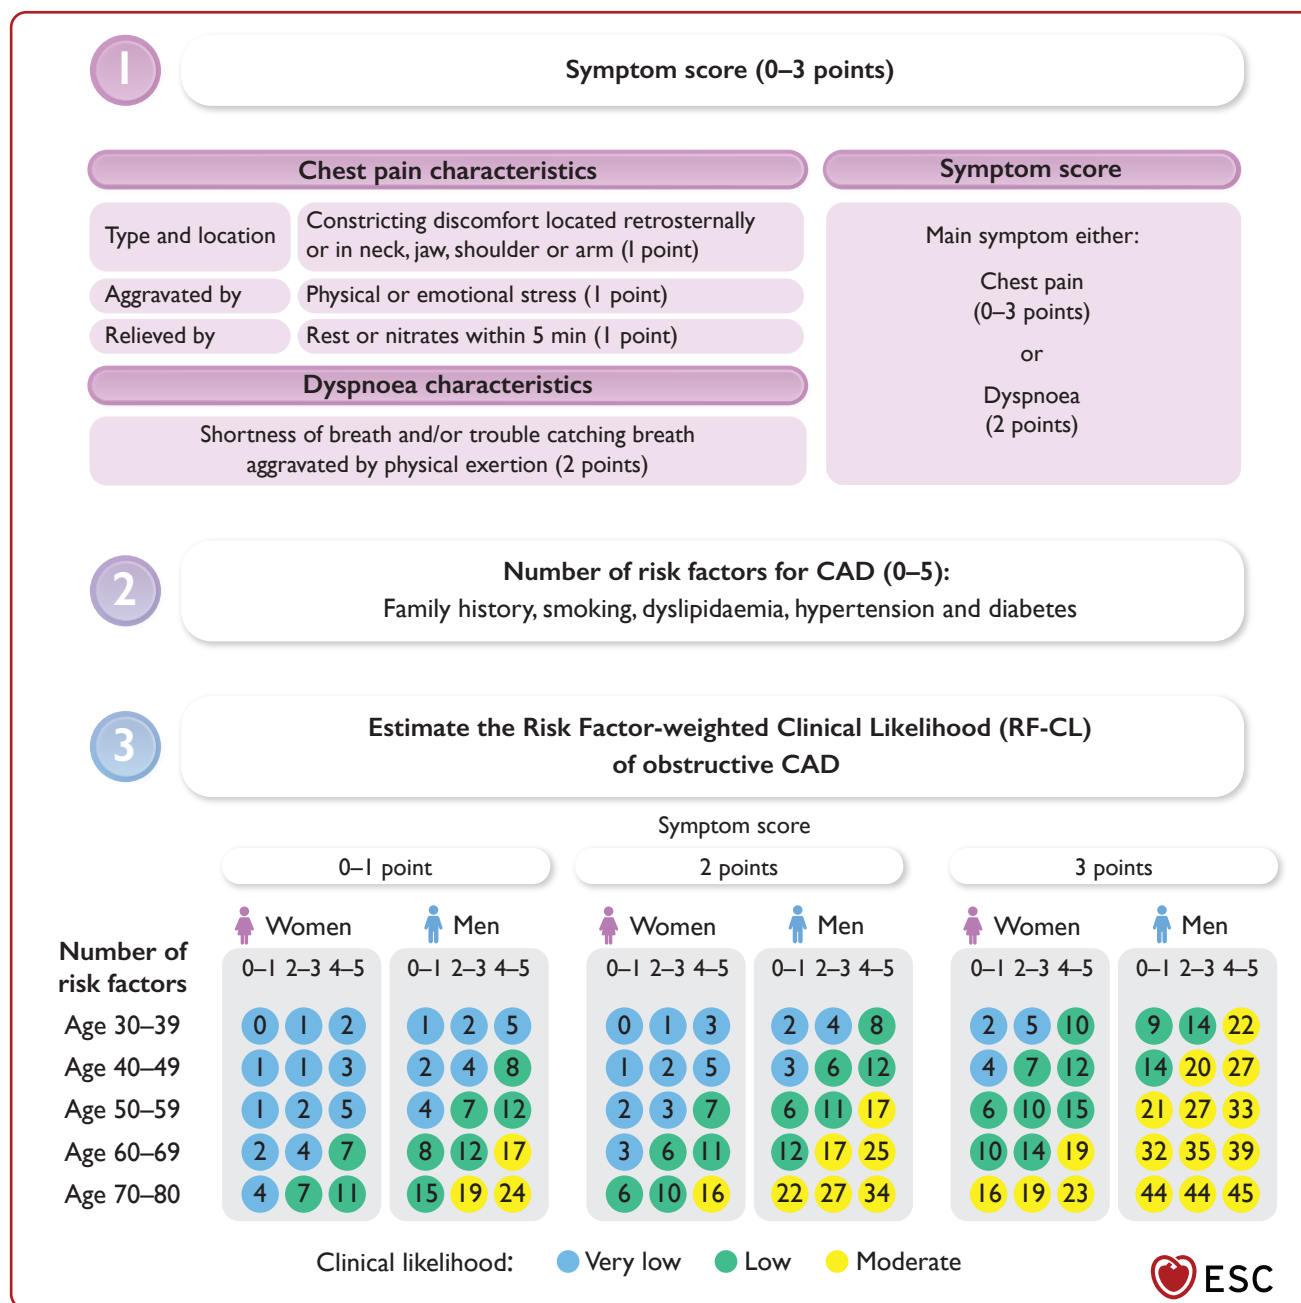 1
Symptom score (0–3 points)
Chest pain characteristics
Type and location
Constricting discomfort located retrosternally
or in neck, jaw, shoulder or arm (1 point)
Aggravated by
Physical or emotional stress (1 point)
Relieved by
Rest or nitrates within 5 min (1 point)
Dyspnoea characteristics
Shortness of breath and/or trouble catching breath
aggravated by physical exertion (2 points)
Symptom score
Main symptom either:
Chest pain
(0–3 points)
or
Dyspnoea
(2 points)
2
Number of risk factors for CAD (0–5):
Family history, smoking, dyslipidaemia, hypertension and diabetes
3
Estimate the Risk Factor-weighted Clinical Likelihood (RF-CL)
of obstructive CAD
Symptom score
0–1 point 2 points 3 points
Women Men Women Men Women Men
Number of
risk factors
0–1 2–3 4–5 0–1 2–3 4–5 0–1 2–3 4–5 0–1 2–3 4–5 0–1 2–3 4–5 0–1 2–3 4–5
Age 30–39 0 1 2 1 2 5 0 1 3 2 4 8 2 5 10 9 14 22
Age 40–49 1 1 3 2 4 8 1 2 5 3 6 12 4 7 12 14 20 27
Age 50–59 1 2 5 4 7 12 2 3 7 6 11 17 6 10 15 21 27 33
Age 60–69 2 4 7 8 12 17 3 6 11 12 17 25 10 14 19 32 35 39
Age 70–80 4 7 11 15 19 24 6 10 16 22 27 34 16 19 23 44 44 45
Clinical likelihood: Very low Low Moderate
ESC